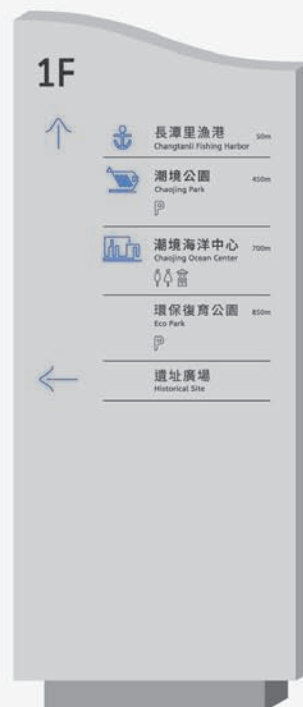 1F
長潭里漁港 50m
Changtanli Fishing Harbor
潮境公園 450m
Chaojing Park
P
潮境海洋中心 700m
Chaojing Ocean Center
環保復育公園 850m
Eco Park
P
遺址廣場
Historical Site